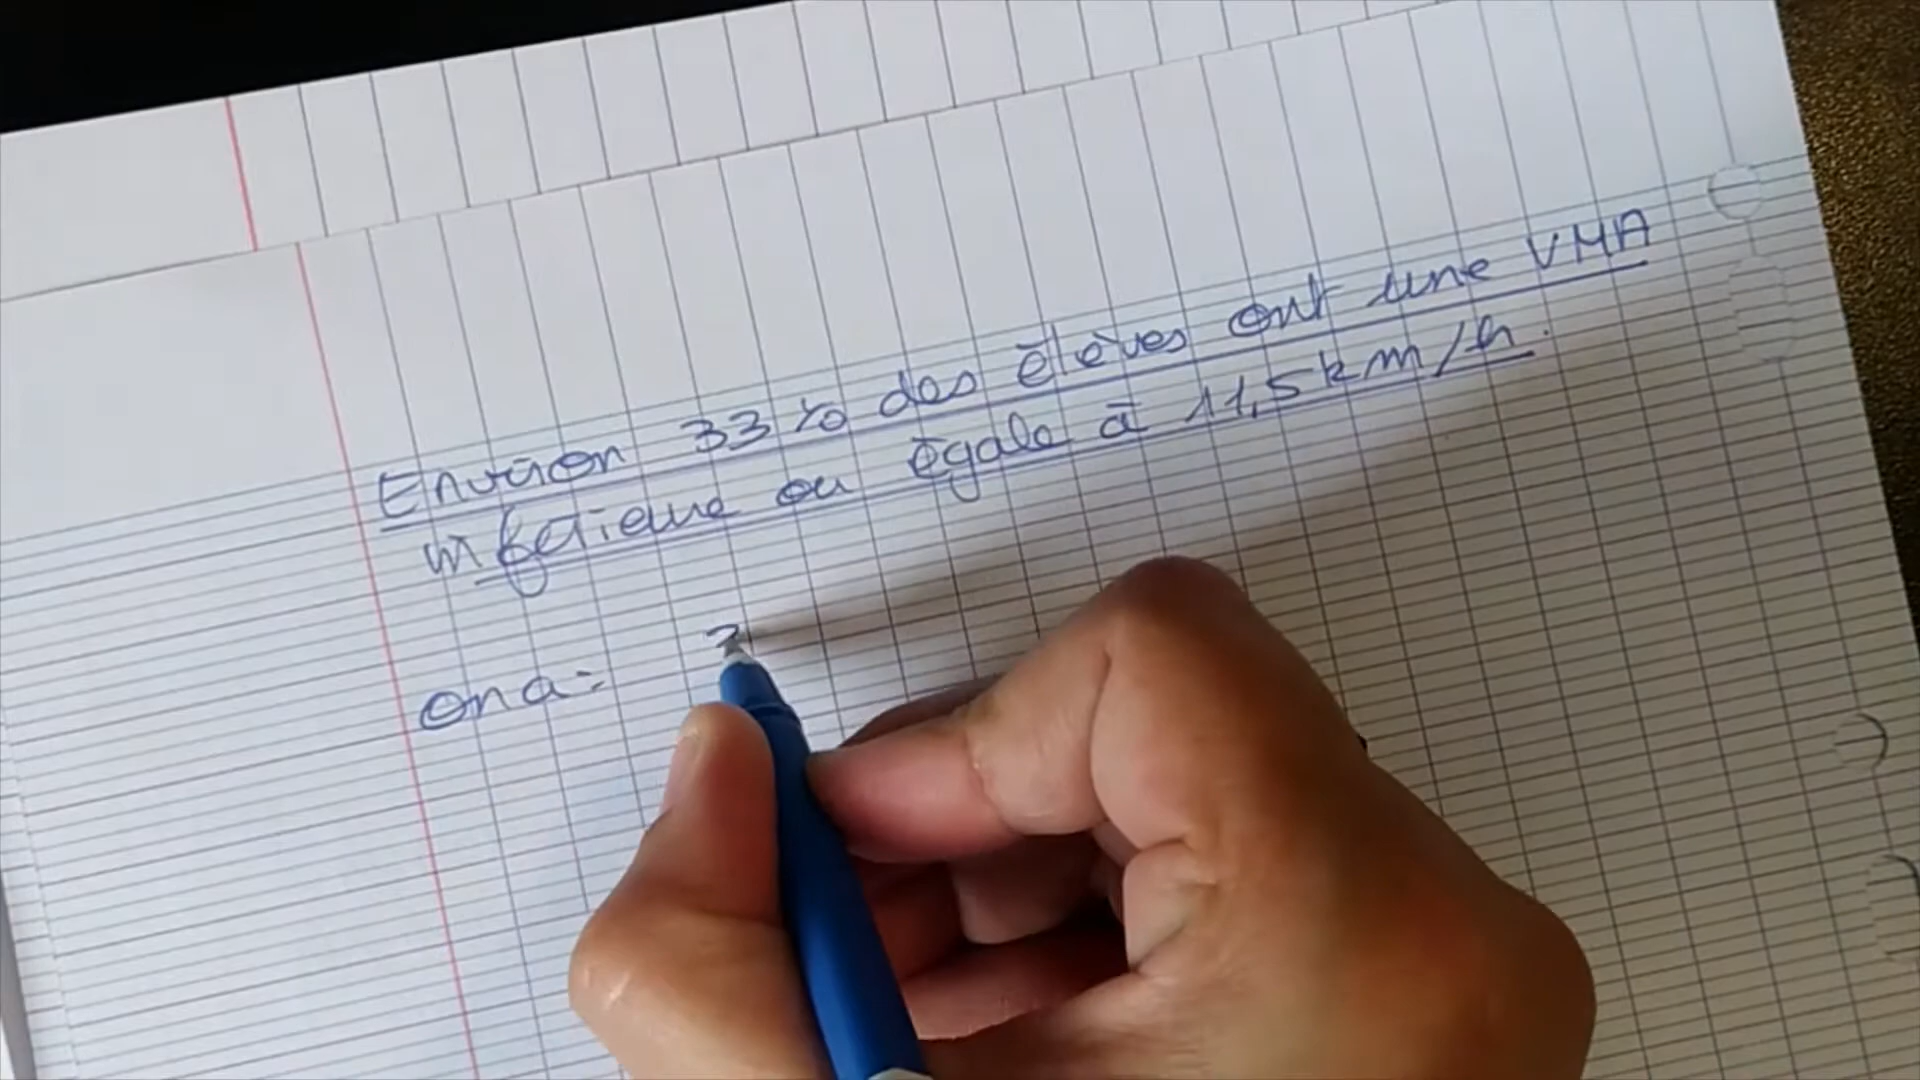 Environ 33% des élèves ont une VMA
inférieure ou égale à 11,5 km/h.
on a: